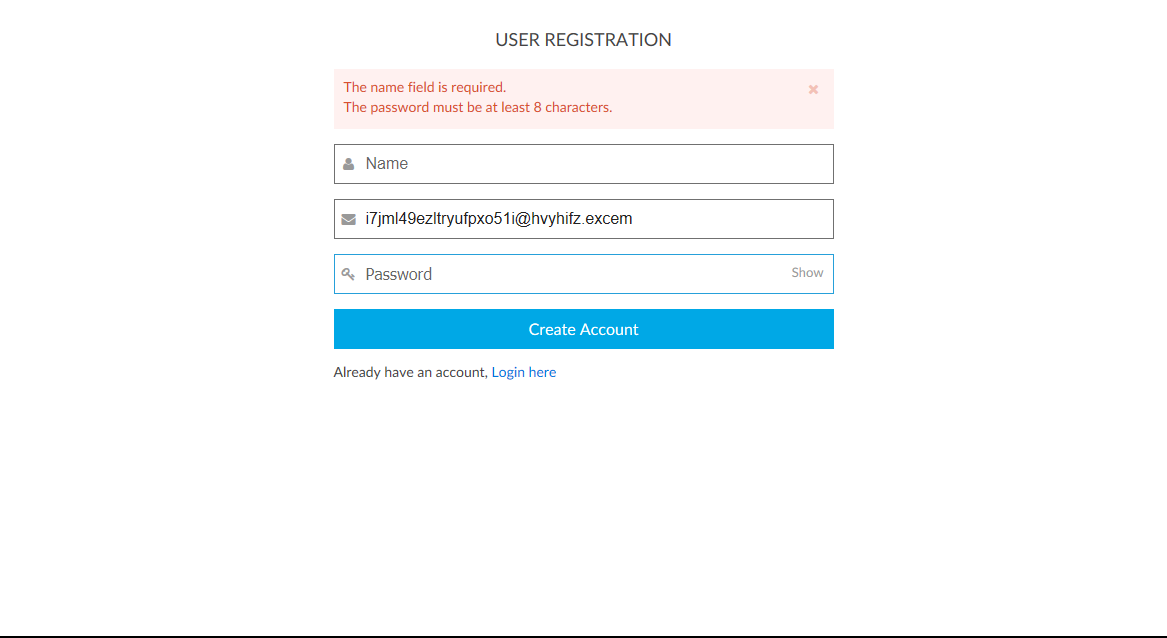 USER REGISTRATION
The name field is required.
The password must be at least 8 characters.
Name
i7jml49ezltryufpxo51i@hvyhifz.excem
Password Show
Create Account
Already have an account, Login here